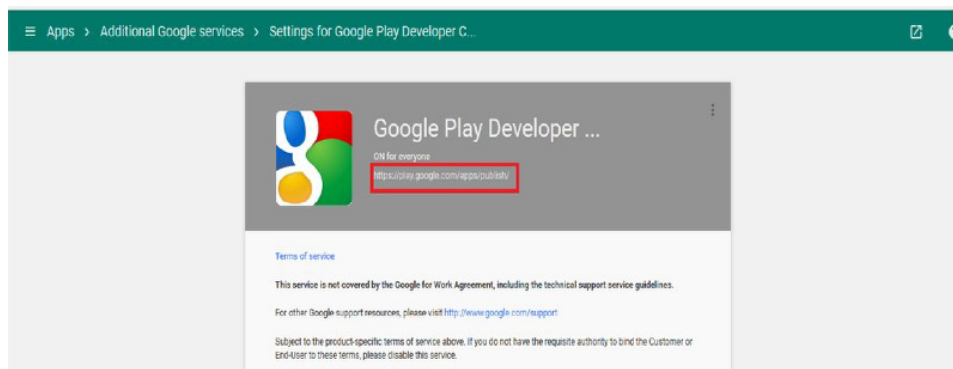 Apps > Additional Google services > Settings for Google Play Developer C...
Google Play Developer ...
ON for everyone
https://play.google.com/apps/publish/
Terms of service
This service is not covered by the Google for Work Agreement, including the technical support service guidelines.
For other Google support resources, please visit http://www.google.com/support
Subject to the product-specific terms of service above. If you do not have the requisite authority to bind the Customer or
End-User to these terms, please disable this service.